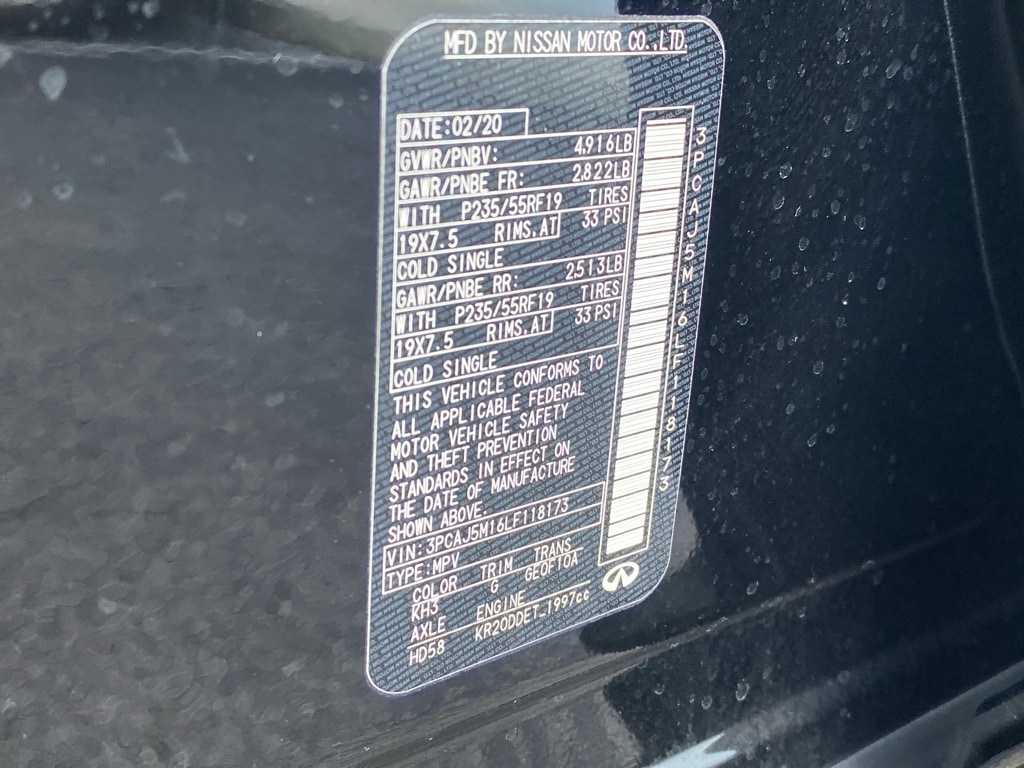 MFD BY NISSAN MOTOR CO.,LTD.
DATE:02/20
GVWR/PNBV: 4,916LB
GAWR/PNBE FR: 2,822LB
WITH P235/55RF19 TIRES
19X7.5 RIMS.AT 33 PSI
COLD SINGLE
GAWR/PNBE RR: 2,513LB
WITH P235/55RF19 TIRES
19X7.5 RIMS.AT 33 PSI
COLD SINGLE
THIS VEHICLE CONFORMS TO
ALL APPLICABLE FEDERAL
MOTOR VEHICLE SAFETY
AND THEFT PREVENTION
STANDARDS IN EFFECT ON
THE DATE OF MANUFACTURE
SHOWN ABOVE.
VIN:3PCAJ5M16LF118173
TYPE:MPV
COLOR TRIM TRANS
KH3 G GEOF10A
AXLE ENGINE
HD58 KR20DDET 1997cc
3PCAJ5M16LF118173